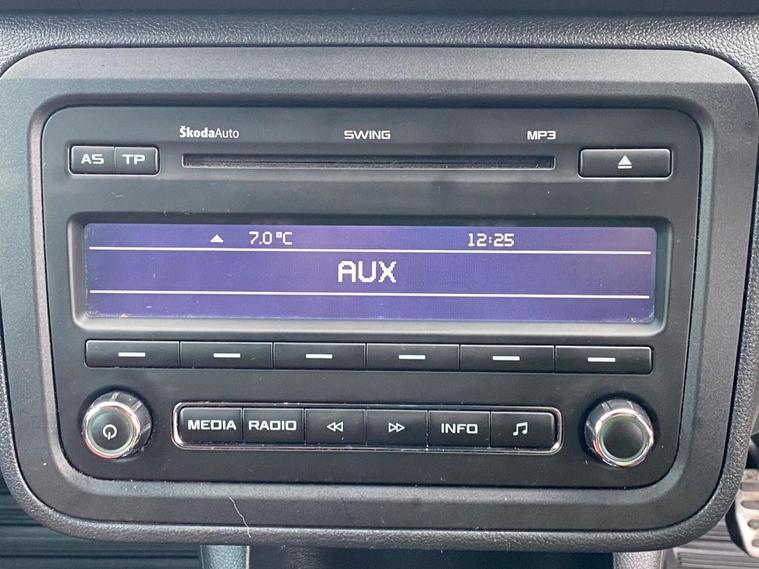 ŠkodaAuto SWING MP3
AS TP
7.0°C 12:25
AUX
MEDIA RADIO INFO